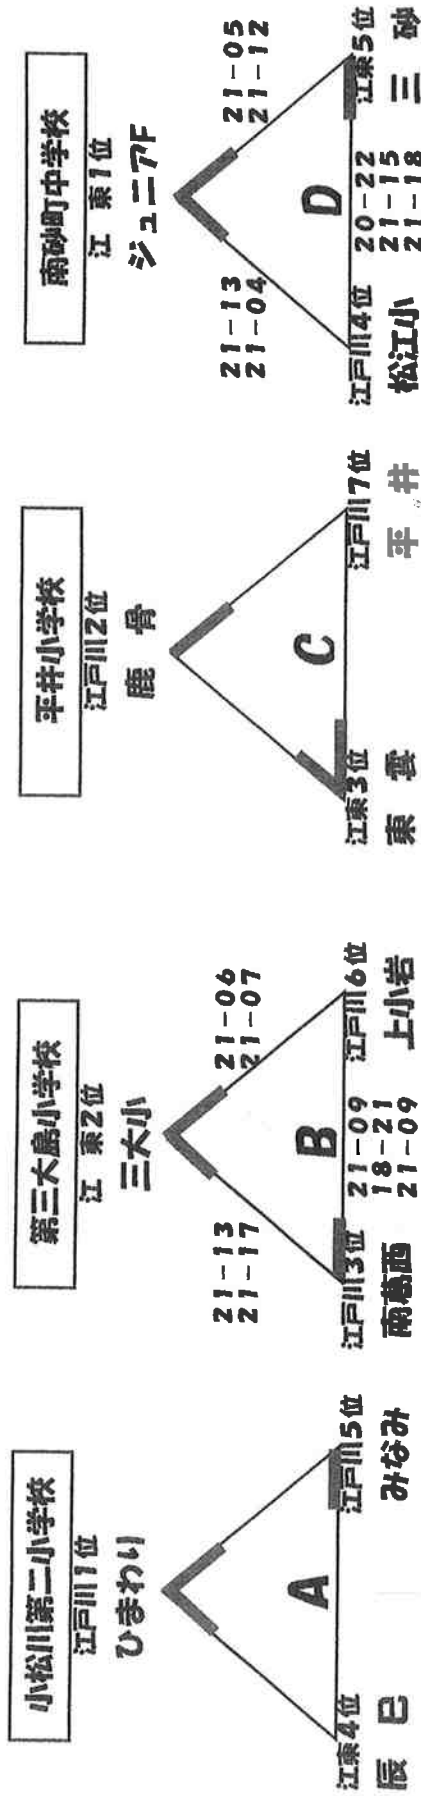 小松川第二小学校
江戸川1位
ひまわり
A
江東4位
辰 巳
江戸川5位
みなみ
第三大島小学校
江 東2位
三大小
21-13
21-17
21-06
21-07
B
江戸川3位
南葛西
21-09
18-21
21-09
江戸川6位
上小岩
平井小学校
江戸川2位
鹿 骨
C
江東3位
東 雲
江戸川7位
平 井
南砂町中学校
江 東1位
ジュニアF
21-13
21-04
21-05
21-12
D
江戸川4位
松江小
20-22
21-15
21-18
江東5位
三 砂